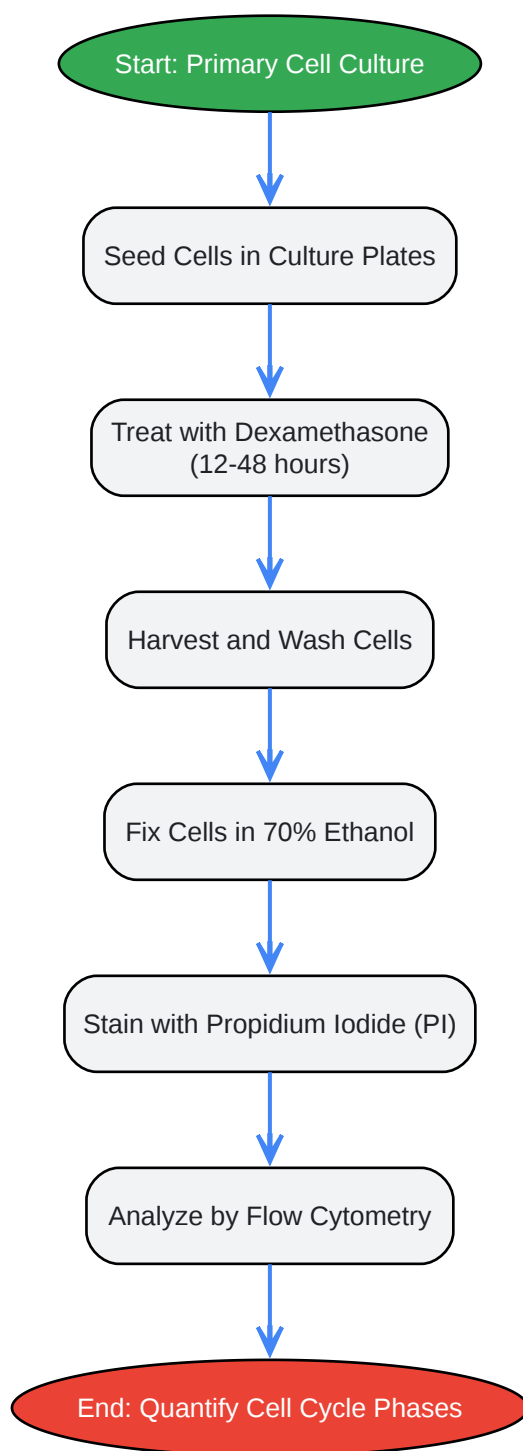 Start: Primary Cell Culture
Seed Cells in Culture Plates
Treat with Dexamethasone
(12-48 hours)
Harvest and Wash Cells
Fix Cells in 70% Ethanol
Stain with Propidium Iodide (PI)
Analyze by Flow Cytometry
End: Quantify Cell Cycle Phases